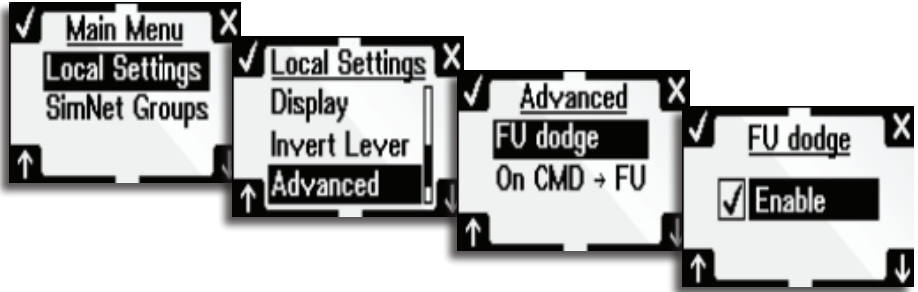 Main Menu
Local Settings
SimNet Groups
Local Settings
Display
Invert Lever
Advanced
Advanced
FU dodge
On CMD → FU
FU dodge
Enable